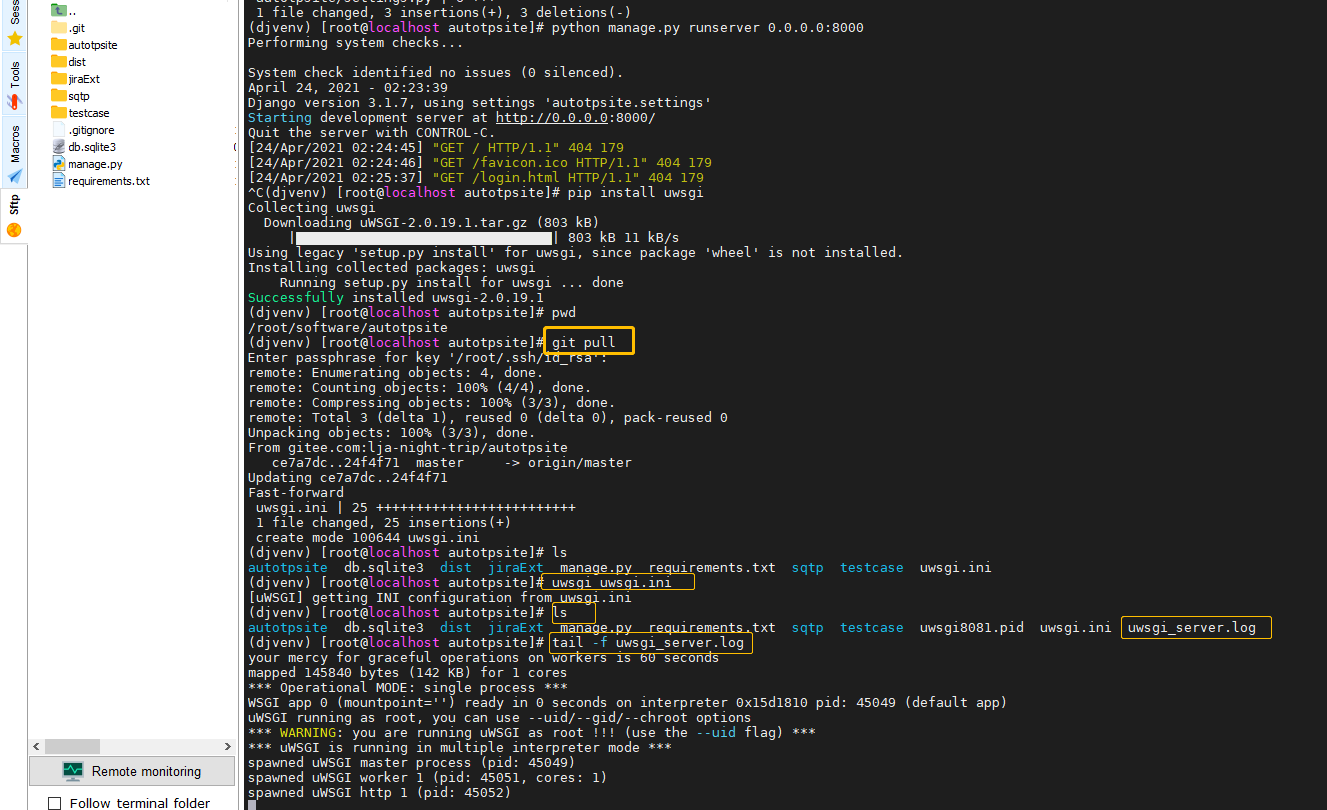 Sess
Tools
Macros
Sftp
..
.git
autotpsite
dist
jiraExt
sqtp
testcase
.gitignore
db.sqlite3
manage.py
requirements.txt
Remote monitoring
Follow terminal folder
1 file changed, 3 insertions(+), 3 deletions(-)
(djvenv) [root@localhost autotpsite]# python manage.py runserver 0.0.0.0:8000
Performing system checks...
System check identified no issues (0 silenced).
April 24, 2021 - 02:23:39
Django version 3.1.7, using settings 'autotpsite.settings'
Starting development server at http://0.0.0.0:8000/
Quit the server with CONTROL-C.
[24/Apr/2021 02:24:45] "GET / HTTP/1.1" 404 179
[24/Apr/2021 02:24:46] "GET /favicon.ico HTTP/1.1" 404 179
[24/Apr/2021 02:25:37] "GET /login.html HTTP/1.1" 404 179
^C(djvenv) [root@localhost autotpsite]# pip install uwsgi
Collecting uwsgi
Downloading uWSGI-2.0.19.1.tar.gz (803 kB)
| | 803 kB 11 kB/s
Using legacy 'setup.py install' for uwsgi, since package 'wheel' is not installed.
Installing collected packages: uwsgi
Running setup.py install for uwsgi ... done
Successfully installed uwsgi-2.0.19.1
(djvenv) [root@localhost autotpsite]# pwd
/root/software/autotpsite
(djvenv) [root@localhost autotpsite]# git pull
Enter passphrase for key '/root/.ssh/id_rsa':
remote: Enumerating objects: 4, done.
remote: Counting objects: 100% (4/4), done.
remote: Compressing objects: 100% (3/3), done.
remote: Total 3 (delta 1), reused 0 (delta 0), pack-reused 0
Unpacking objects: 100% (3/3), done.
From gitee.com:lja-night-trip/autotpsite
ce7a7dc..24f4f71 master -> origin/master
Updating ce7a7dc..24f4f71
Fast-forward
uwsgi.ini | 25 +++++++++++++++++++++++++
1 file changed, 25 insertions(+)
create mode 100644 uwsgi.ini
(djvenv) [root@localhost autotpsite]# ls
autotpsite db.sqlite3 dist jiraExt manage.py requirements.txt sqtp testcase uwsgi.ini
(djvenv) [root@localhost autotpsite]# uwsgi uwsgi.ini
[uWSGI] getting INI configuration from uwsgi.ini
(djvenv) [root@localhost autotpsite]# ls
autotpsite db.sqlite3 dist jiraExt manage.py requirements.txt sqtp testcase uwsgi8081.pid uwsgi.ini uwsgi_server.log
(djvenv) [root@localhost autotpsite]# tail -f uwsgi_server.log
your mercy for graceful operations on workers is 60 seconds
mapped 145840 bytes (142 KB) for 1 cores
*** Operational MODE: single process ***
WSGI app 0 (mountpoint='') ready in 0 seconds on interpreter 0x15d1810 pid: 45049 (default app)
uWSGI running as root, you can use --uid/--gid/--chroot options
*** WARNING: you are running uWSGI as root !!! (use the --uid flag) ***
*** uWSGI is running in multiple interpreter mode ***
spawned uWSGI master process (pid: 45049)
spawned uWSGI worker 1 (pid: 45051, cores: 1)
spawned uWSGI http 1 (pid: 45052)